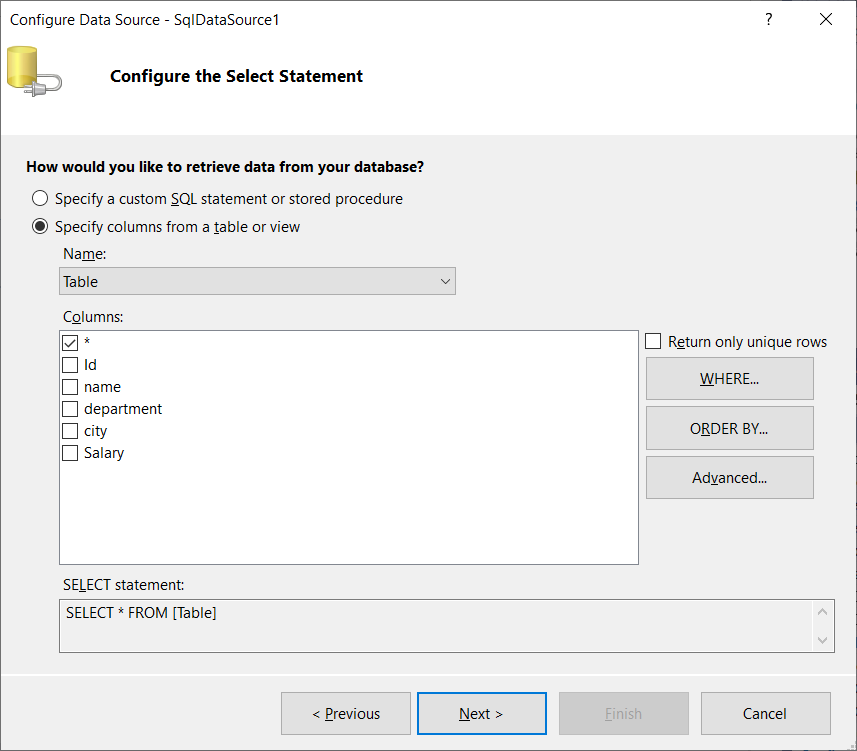 Configure Data Source - SqlDataSource1 ?
Configure the Select Statement
How would you like to retrieve data from your database?
Specify a custom SQL statement or stored procedure
Specify columns from a table or view
Name:
Table
Columns:
*
Id
name
department
city
Salary
Return only unique rows
WHERE...
ORDER BY...
Advanced...
SELECT statement:
SELECT * FROM [Table]
< Previous Next > Finish Cancel